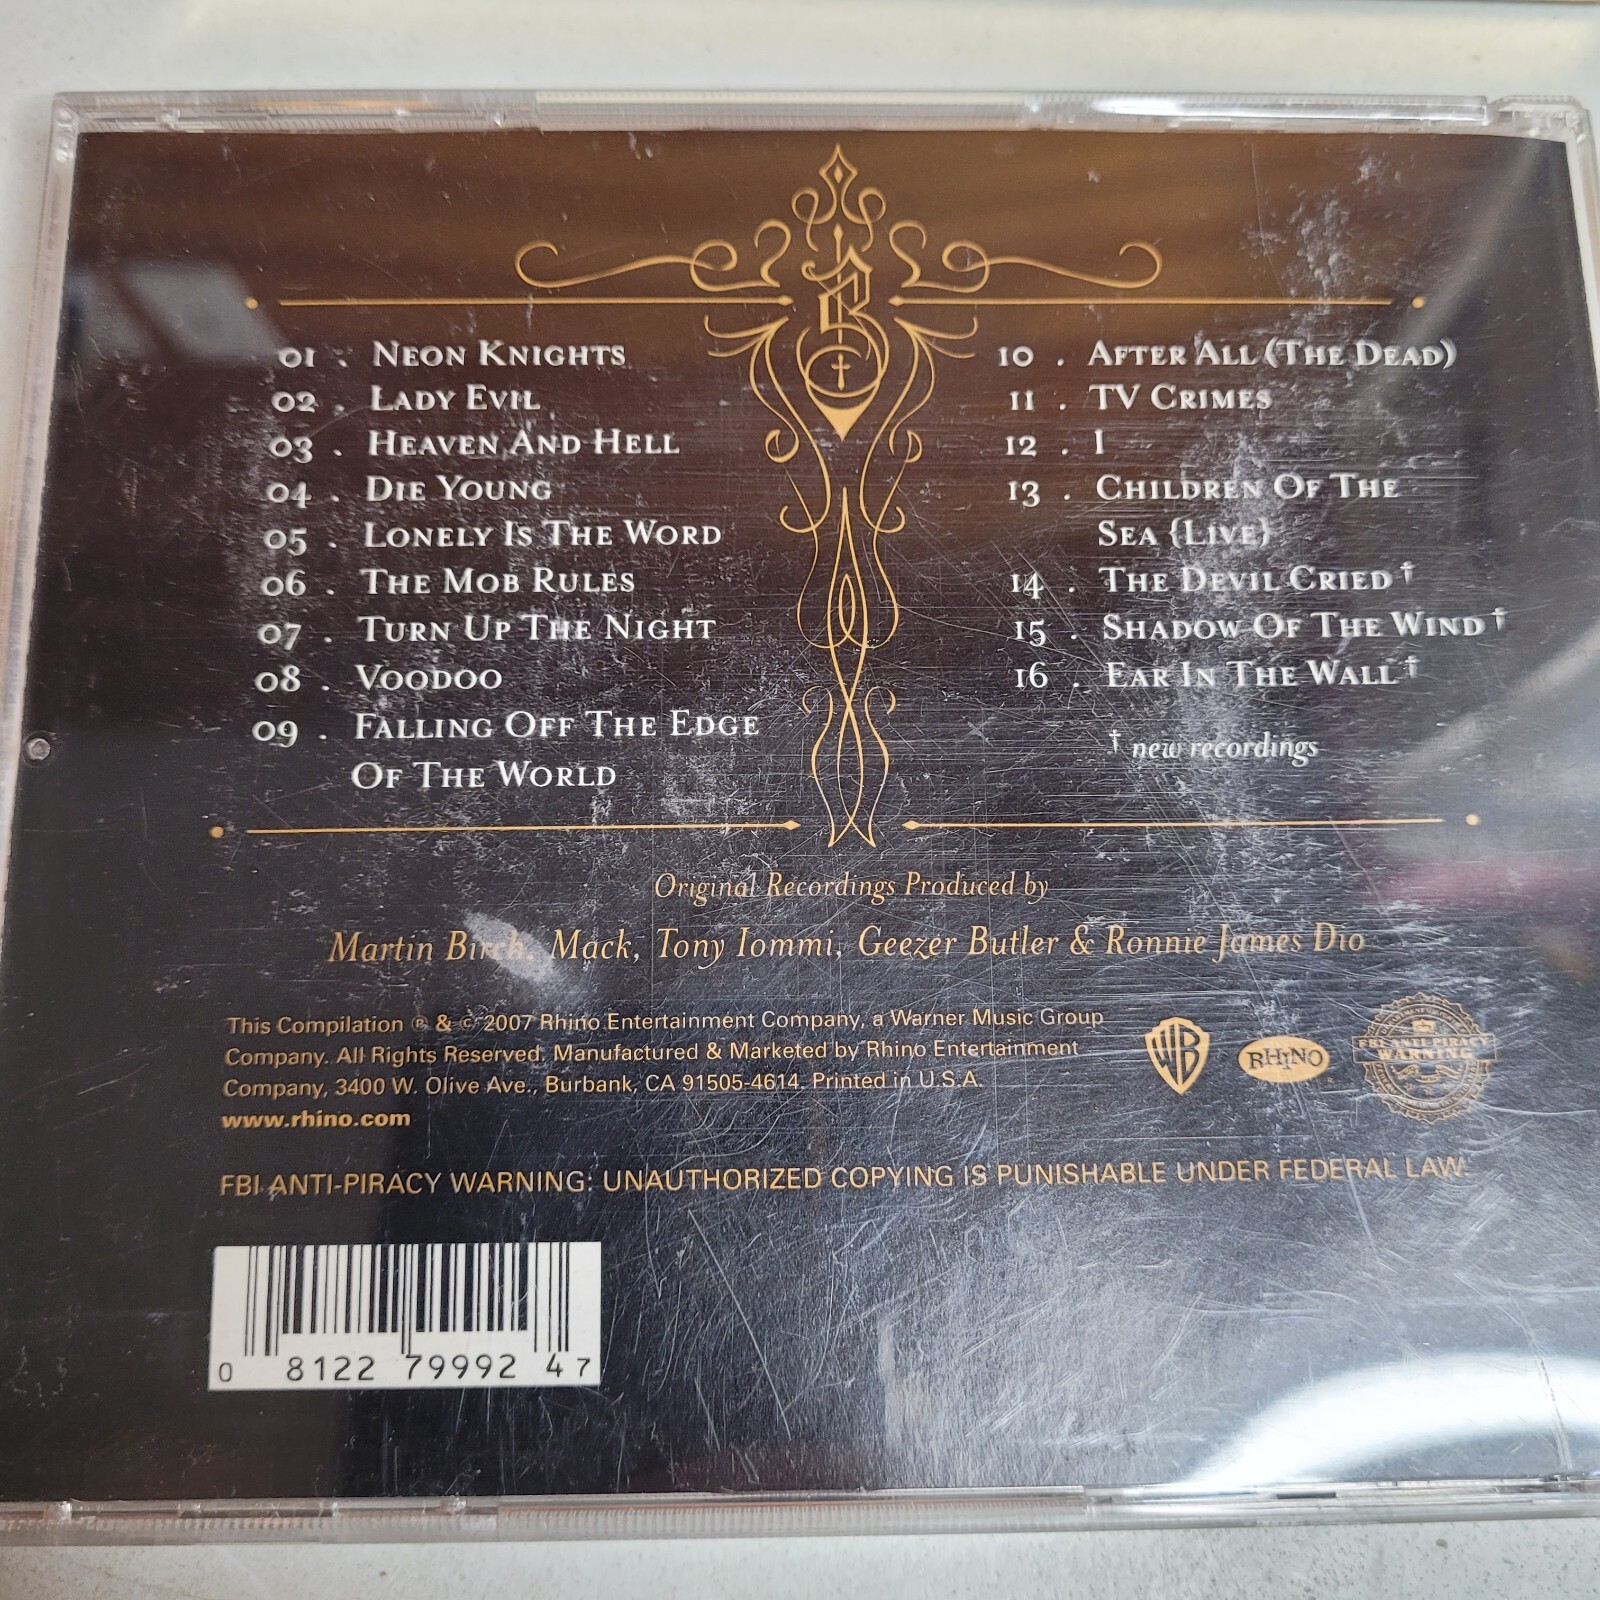 01 . Neon Knights
02 . Lady Evil
03 . Heaven And Hell
04 . Die Young
05 . Lonely Is The Word
06 . The Mob Rules
07 . Turn Up The Night
08 . Voodoo
09 . Falling Off The Edge
Of The World
10 . After All (The Dead)
11 . TV Crimes
12 . I
13 . Children Of The
Sea {Live}
14 . The Devil Cried †
15 . Shadow Of The Wind †
16 . Ear In The Wall †
† new recordings
Original Recordings Produced by
Martin Birch, Mack, Tony Iommi, Geezer Butler & Ronnie James Dio
This Compilation ℗ & © 2007 Rhino Entertainment Company, a Warner Music Group
Company. All Rights Reserved. Manufactured & Marketed by Rhino Entertainment
Company, 3400 W. Olive Ave., Burbank, CA 91505-4614. Printed in U.S.A.
www.rhino.com
WB
RHINO
FBI ANTI-PIRACY
WARNING
FBI ANTI-PIRACY WARNING: UNAUTHORIZED COPYING IS PUNISHABLE UNDER FEDERAL LAW.
0 81227 99924 7